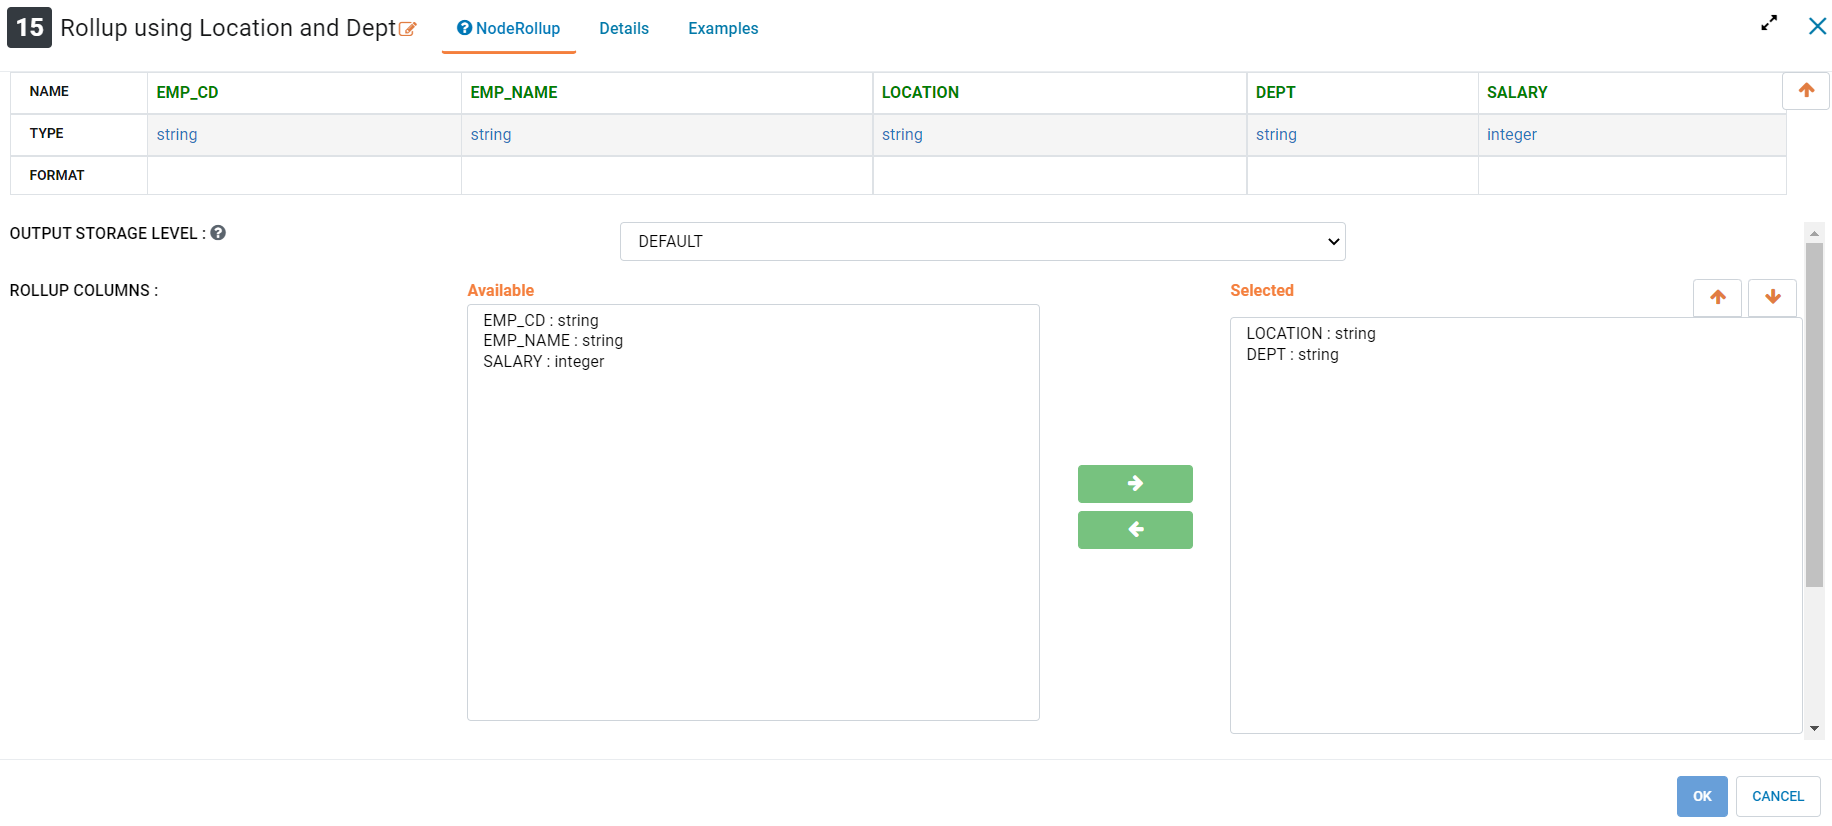 15 Rollup using Location and Dept NodeRollup Details Examples
NAME EMP_CD EMP_NAME LOCATION DEPT SALARY
TYPE string string string string integer
FORMAT
OUTPUT STORAGE LEVEL : DEFAULT
ROLLUP COLUMNS : Available Selected
EMP_CD : string
EMP_NAME : string
SALARY : integer
LOCATION : string
DEPT : string
OK CANCEL